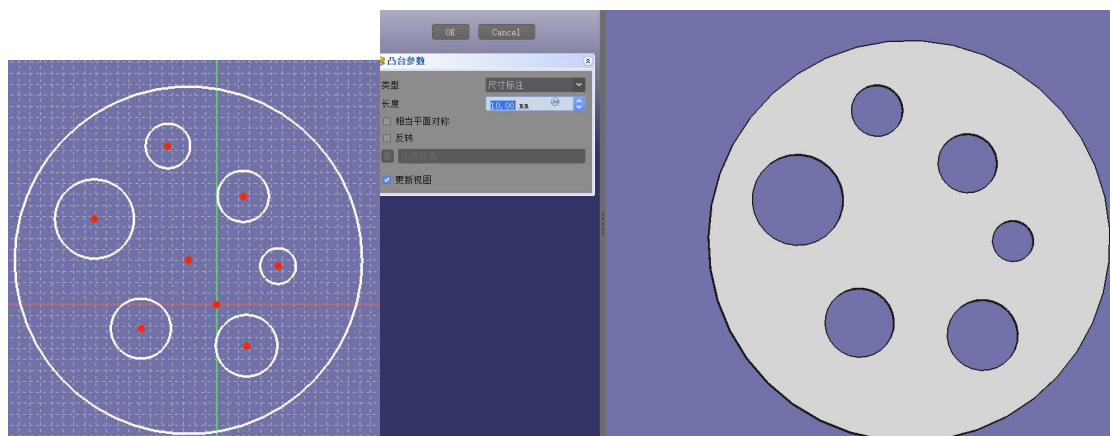 OK Cancel
凸台参数
类型 尺寸标注
长度 10.00 mm
相当平面对称
反转
更新视图